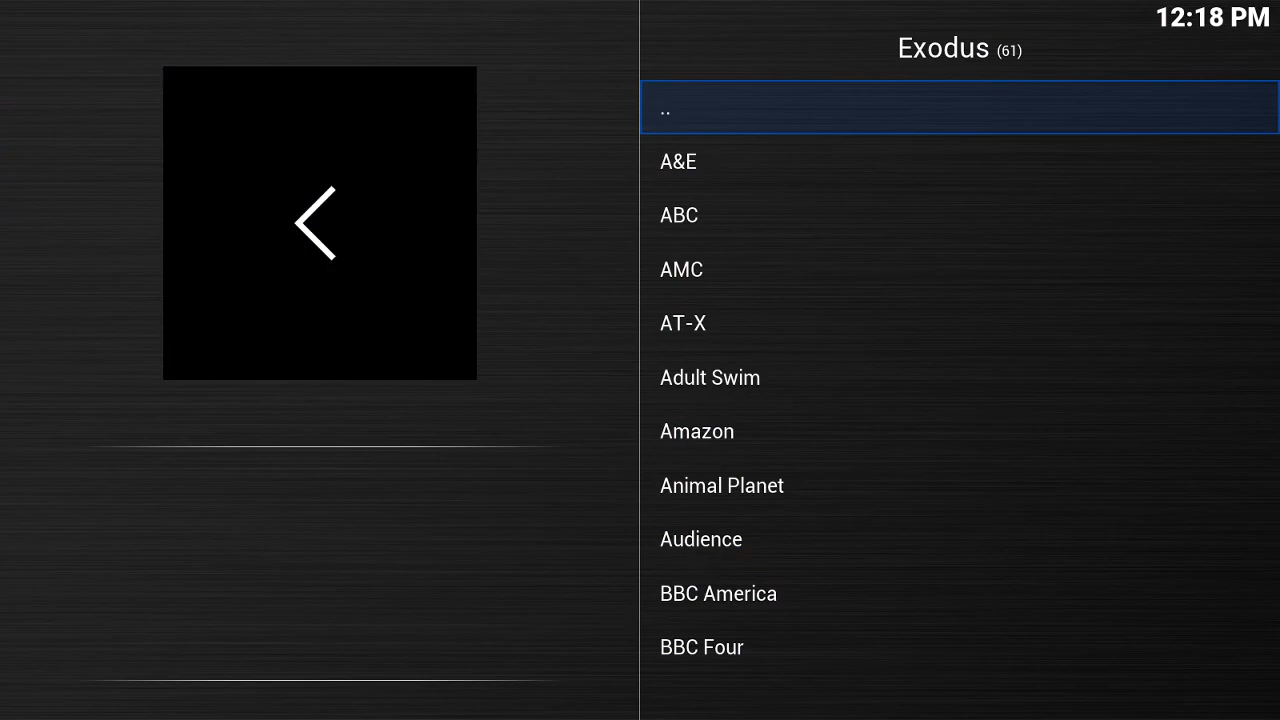 12:18 PM
Exodus (61)
..
A&E
ABC
AMC
AT-X
Adult Swim
Amazon
Animal Planet
Audience
BBC America
BBC Four